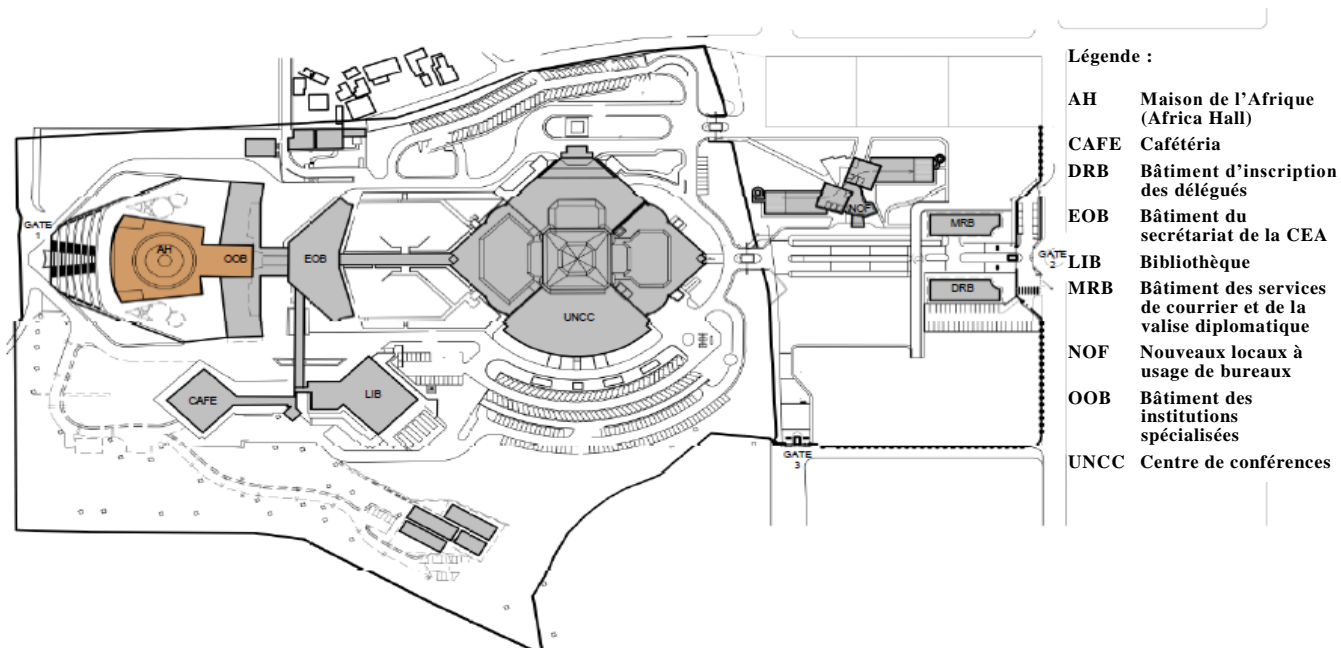 GATE
1
AH
OOB
EOB
UNCC
CAFE
LIB
NOF
MRB
DRB
GATE
2
GATE
3
Légende :
AH Maison de l’Afrique
(Africa Hall)
CAFE Cafétéria
DRB Bâtiment d’inscription
des délégués
EOB Bâtiment du
secrétariat de la CEA
LIB Bibliothèque
MRB Bâtiment des services
de courrier et de la
valise diplomatique
NOF Nouveaux locaux à
usage de bureaux
OOB Bâtiment des
institutions
spécialisées
UNCC Centre de conférences